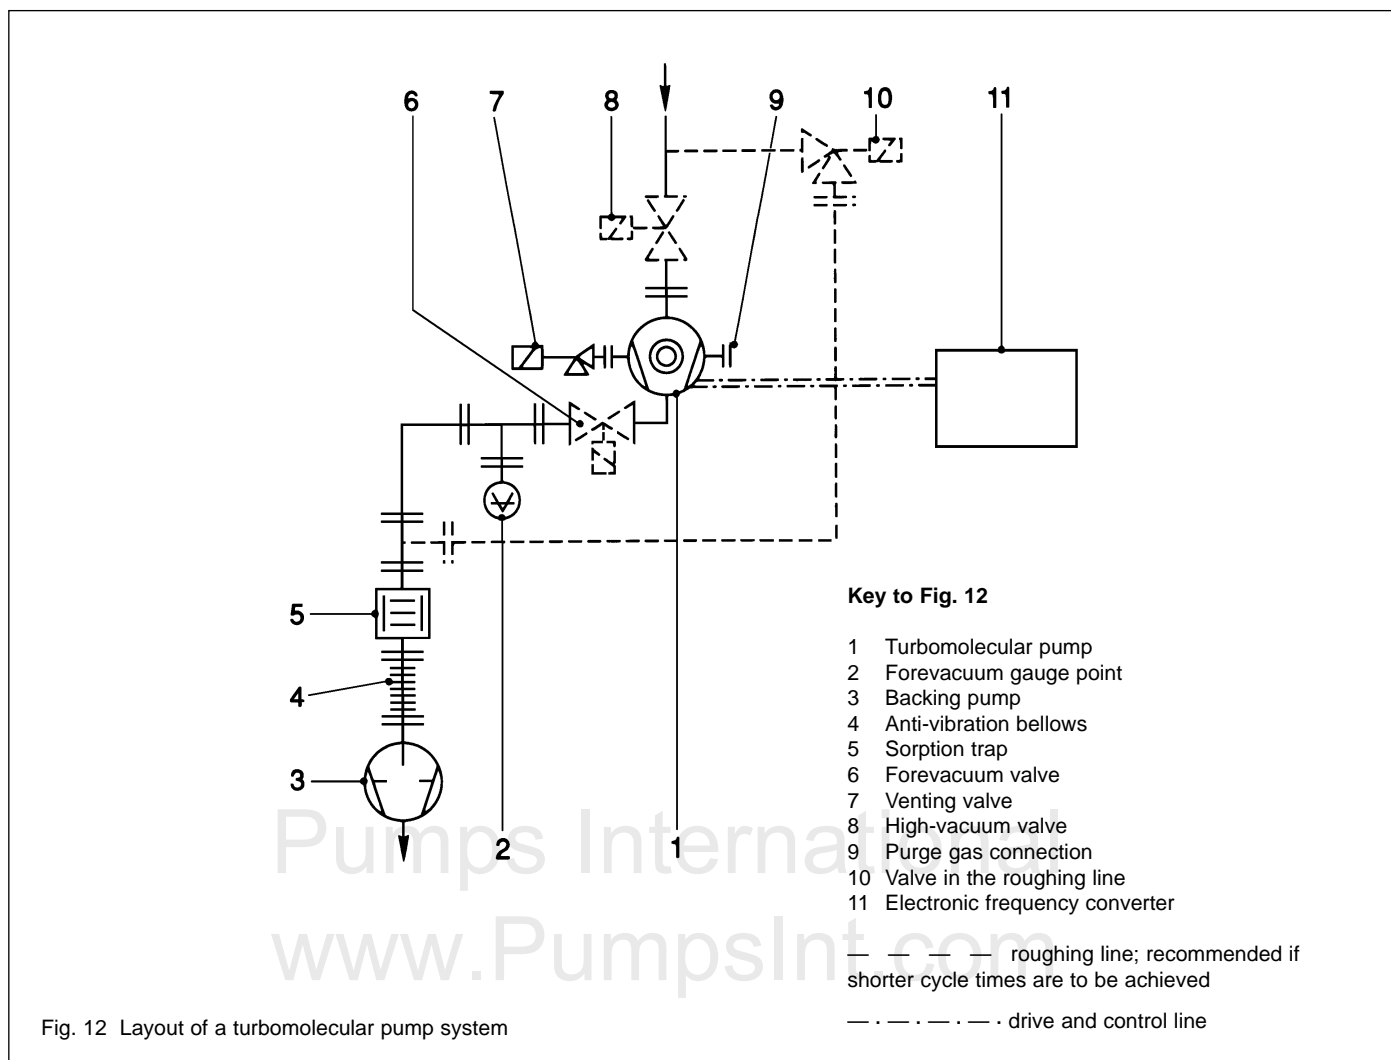 6 7 8 9 10 11
5
4
3
2 1
Key to Fig. 12
1 Turbomolecular pump
2 Forevacuum gauge point
3 Backing pump
4 Anti-vibration bellows
5 Sorption trap
6 Forevacuum valve
7 Venting valve
8 High-vacuum valve
9 Purge gas connection
10 Valve in the roughing line
11 Electronic frequency converter
roughing line; recommended if
shorter cycle times are to be achieved
drive and control line
Pumps International
www.PumpsInt.com
Fig. 12 Layout of a turbomolecular pump system